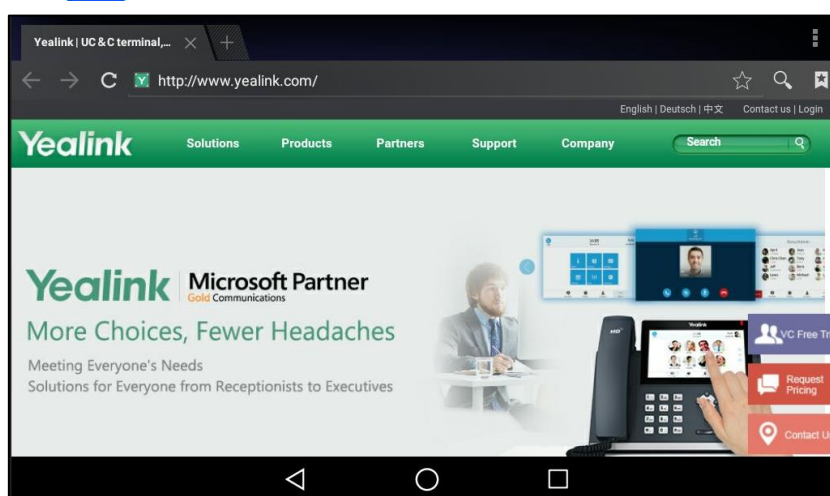 Yealink | UC & C terminal,...
http://www.yealink.com/
English | Deutsch | 中文 Contact us | Login
Yealink Solutions Products Partners Support Company Search
Yealink Microsoft Partner
Gold Communications
More Choices, Fewer Headaches
Meeting Everyone's Needs
Solutions for Everyone from Receptionists to Executives
HD
Yealink
VC Free Tr
Request
Pricing
Contact U